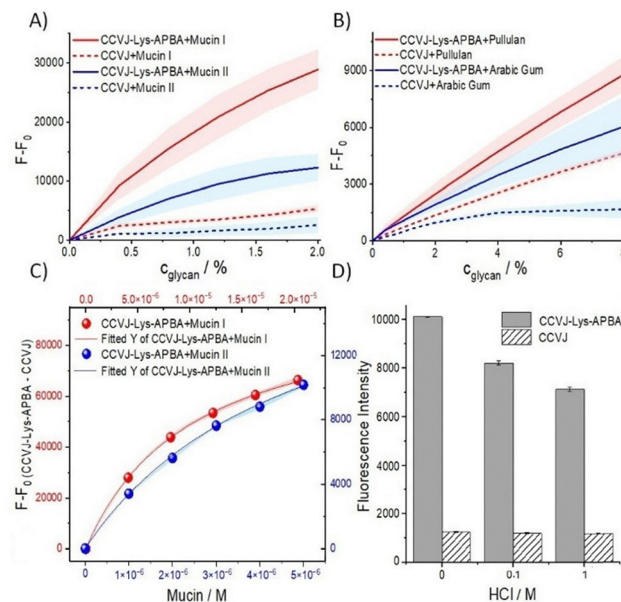 A)
CCVJ-Lys-APBA+Mucin I
CCVJ+Mucin I
CCVJ-Lys-APBA+Mucin II
CCVJ+Mucin II
30000
20000
10000
0
F-F₀
0.0 0.5 1.0 1.5 2.0
c_glycan / %
B)
CCVJ-Lys-APBA+Pullulan
CCVJ+Pullulan
CCVJ-Lys-APBA+Arabic Gum
CCVJ+Arabic Gum
9000
6000
3000
0
F-F₀
0 2 4 6 8
c_glycan / %
C)
0.0 5.0×10⁻⁶ 1.0×10⁻⁵ 1.5×10⁻⁵ 2.0×10⁻⁵
CCVJ-Lys-APBA+Mucin I
Fitted Y of CCVJ-Lys-APBA+Mucin I
CCVJ-Lys-APBA+Mucin II
Fitted Y of CCVJ-Lys-APBA+Mucin II
80000
60000
40000
20000
0
F-F₀ (CCVJ-Lys-APBA - CCVJ)
12000
8000
4000
0
0 1×10⁻⁶ 2×10⁻⁶ 3×10⁻⁶ 4×10⁻⁶ 5×10⁻⁶
Mucin / M
D)
CCVJ-Lys-APBA
CCVJ
10000
8000
6000
4000
2000
0
Fluorescence Intensity
0 0.1 1
HCl / M